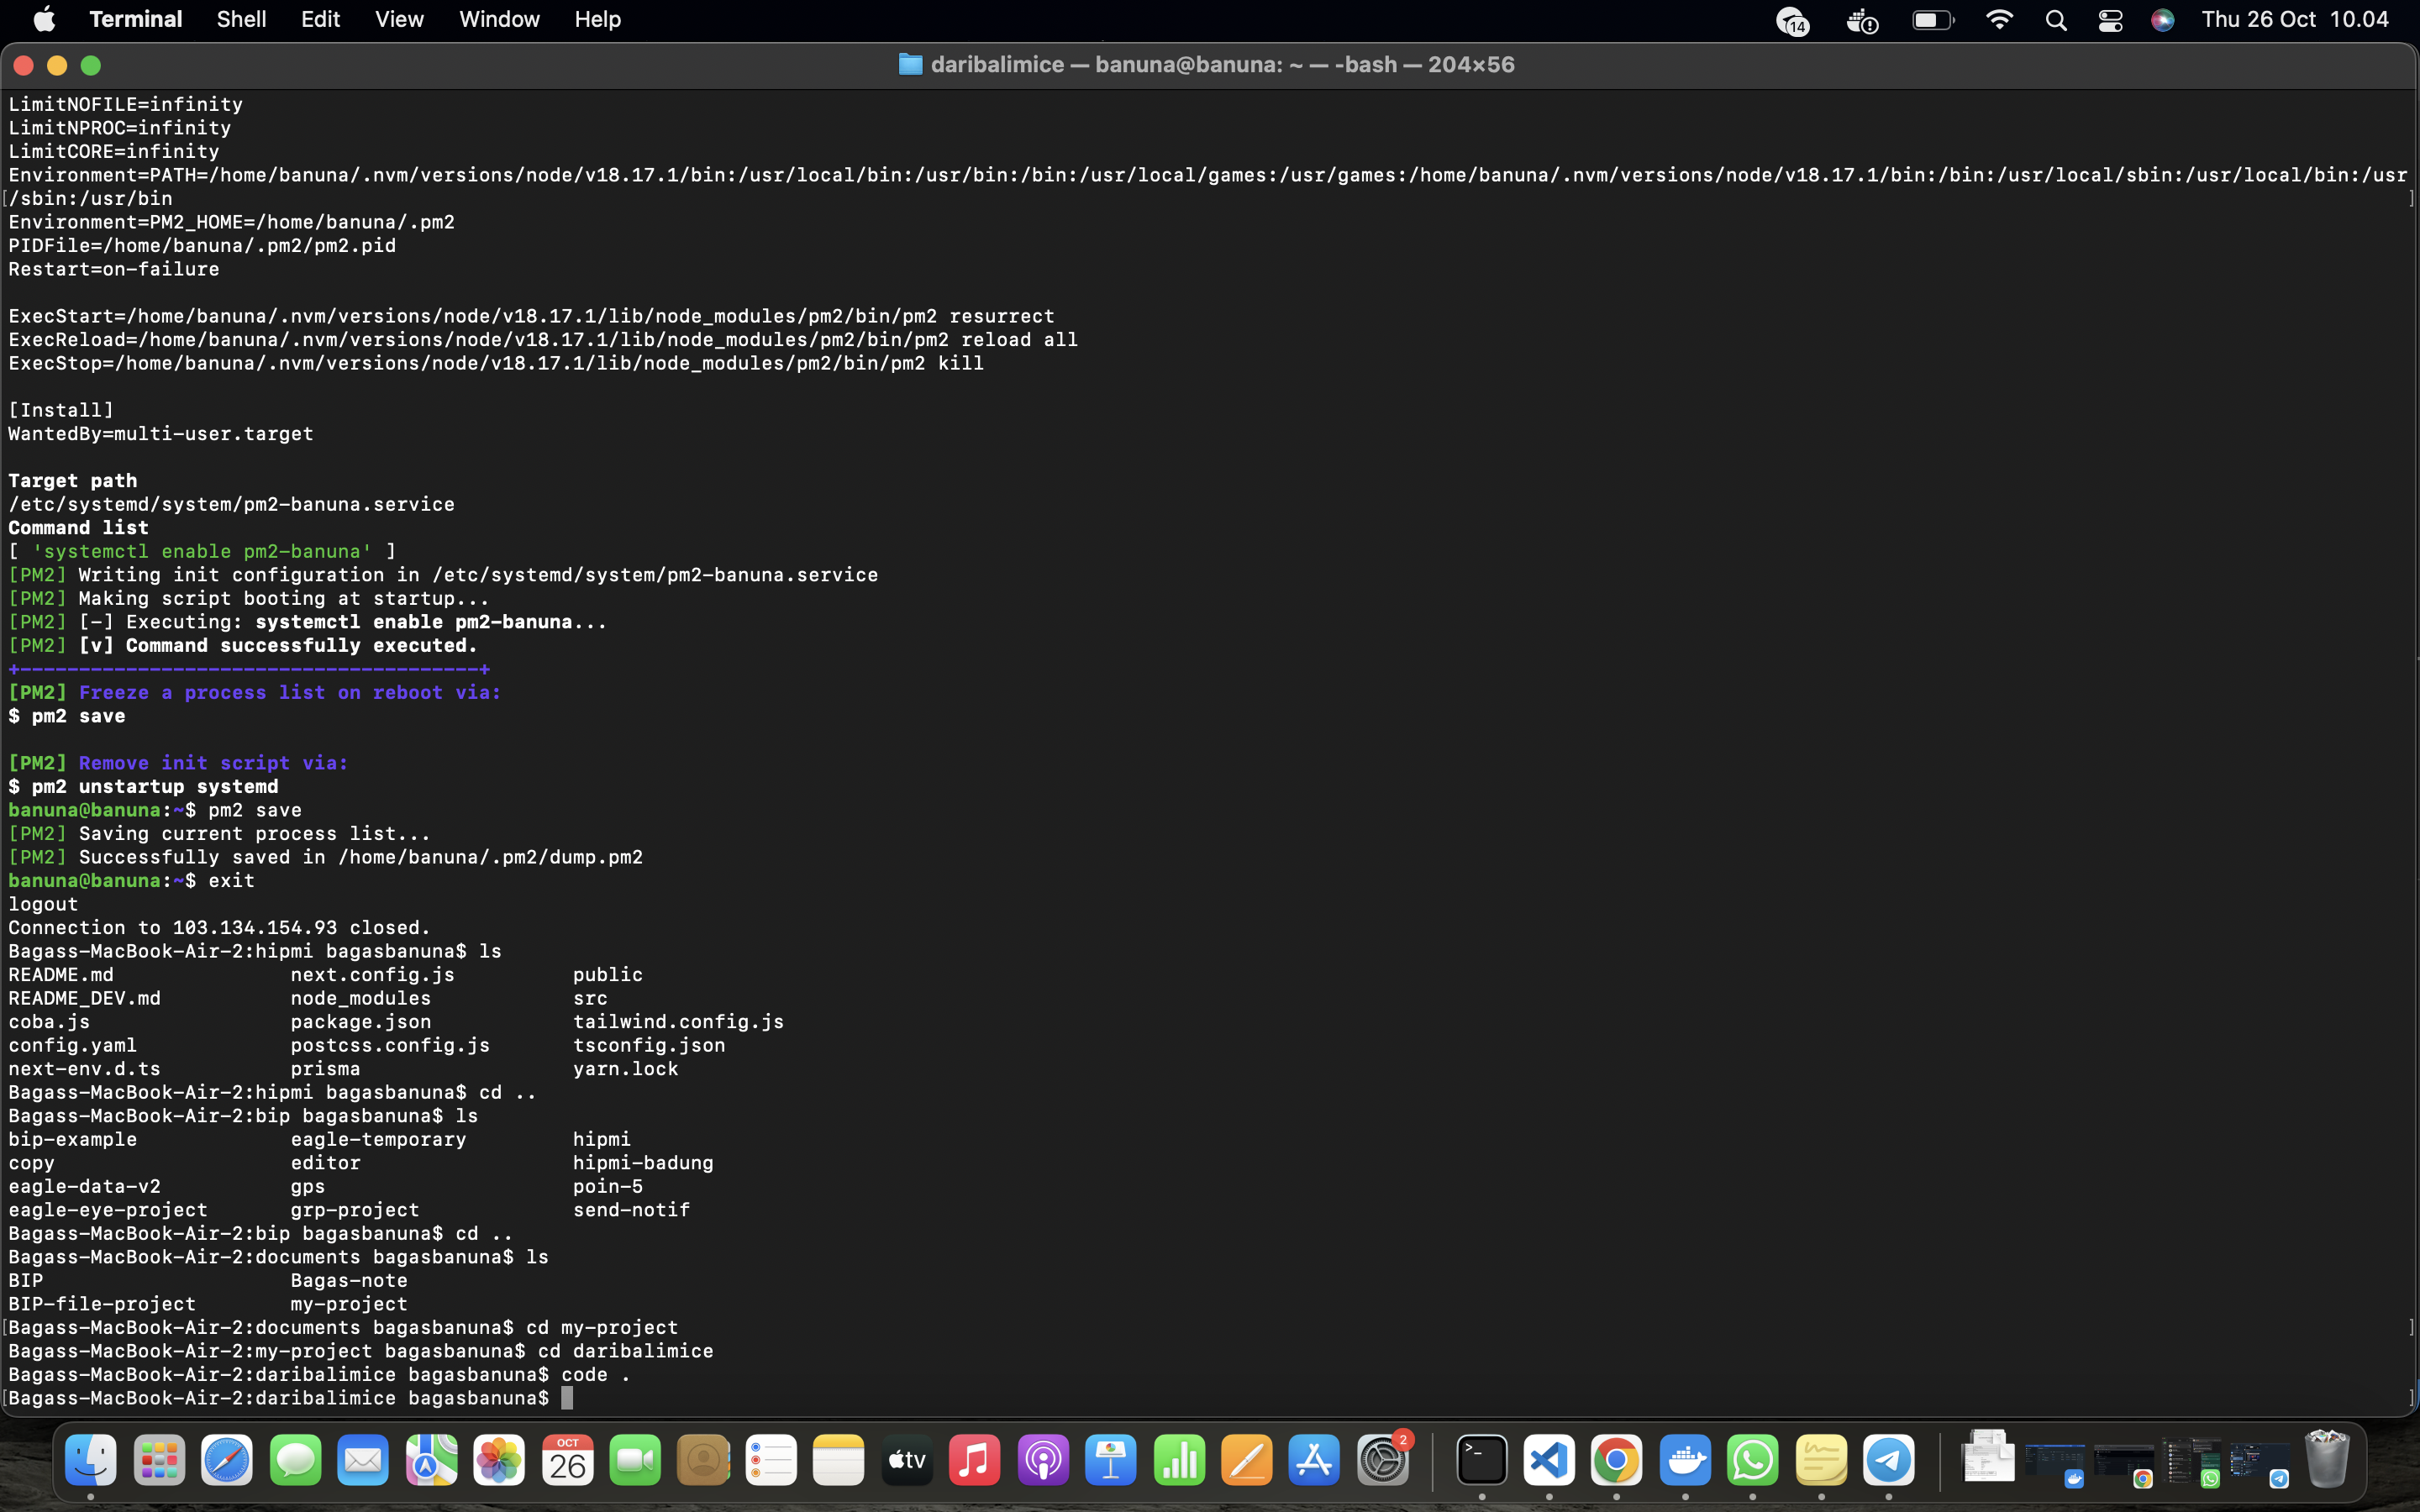 Terminal Shell Edit View Window Help 14 Thu 26 Oct 10.04
daribalimice — banuna@banuna: ~ — -bash — 204×56
LimitNOFILE=infinity
LimitNPROC=infinity
LimitCORE=infinity
Environment=PATH=/home/banuna/.nvm/versions/node/v18.17.1/bin:/usr/local/bin:/usr/bin:/bin:/usr/local/games:/usr/games:/home/banuna/.nvm/versions/node/v18.17.1/bin:/bin:/usr/local/sbin:/usr/local/bin:/usr
[/sbin:/usr/bin ]
Environment=PM2_HOME=/home/banuna/.pm2
PIDFile=/home/banuna/.pm2/pm2.pid
Restart=on-failure
ExecStart=/home/banuna/.nvm/versions/node/v18.17.1/lib/node_modules/pm2/bin/pm2 resurrect
ExecReload=/home/banuna/.nvm/versions/node/v18.17.1/lib/node_modules/pm2/bin/pm2 reload all
ExecStop=/home/banuna/.nvm/versions/node/v18.17.1/lib/node_modules/pm2/bin/pm2 kill
[Install]
WantedBy=multi-user.target
Target path
/etc/systemd/system/pm2-banuna.service
Command list
[ 'systemctl enable pm2-banuna' ]
[PM2] Writing init configuration in /etc/systemd/system/pm2-banuna.service
[PM2] Making script booting at startup...
[PM2] [-] Executing: systemctl enable pm2-banuna...
[PM2] [v] Command successfully executed.
+---------------------------------------+
[PM2] Freeze a process list on reboot via:
$ pm2 save
[PM2] Remove init script via:
$ pm2 unstartup systemd
banuna@banuna:~$ pm2 save
[PM2] Saving current process list...
[PM2] Successfully saved in /home/banuna/.pm2/dump.pm2
banuna@banuna:~$ exit
logout
Connection to 103.134.154.93 closed.
Bagass-MacBook-Air-2:hipmi bagasbanuna$ ls
README.md next.config.js public
README_DEV.md node_modules src
coba.js package.json tailwind.config.js
config.yaml postcss.config.js tsconfig.json
next-env.d.ts prisma yarn.lock
Bagass-MacBook-Air-2:hipmi bagasbanuna$ cd ..
Bagass-MacBook-Air-2:bip bagasbanuna$ ls
bip-example eagle-temporary hipmi
copy editor hipmi-badung
eagle-data-v2 gps poin-5
eagle-eye-project grp-project send-notif
Bagass-MacBook-Air-2:bip bagasbanuna$ cd ..
Bagass-MacBook-Air-2:documents bagasbanuna$ ls
BIP Bagas-note
BIP-file-project my-project
[Bagass-MacBook-Air-2:documents bagasbanuna$ cd my-project ]
Bagass-MacBook-Air-2:my-project bagasbanuna$ cd daribalimice
Bagass-MacBook-Air-2:daribalimice bagasbanuna$ code .
[Bagass-MacBook-Air-2:daribalimice bagasbanuna$ ]
OCT
26
tv
2
>_